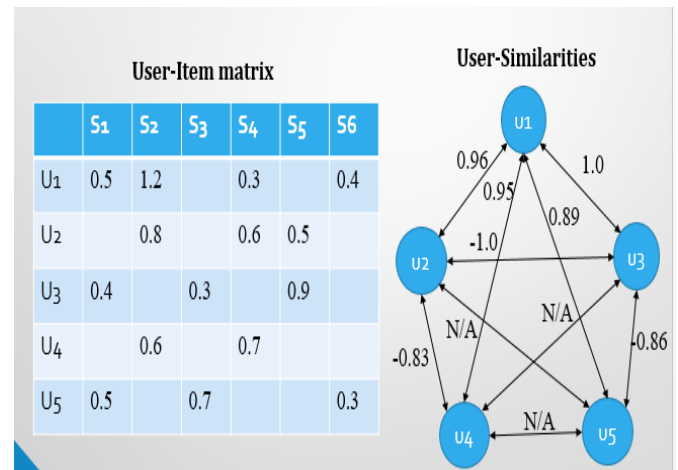 User-Item matrix
User-Similarities
S1 S2 S3 S4 S5 S6
U1 0.5 1.2 0.3 0.4
U2 0.8 0.6 0.5
U3 0.4 0.3 0.9
U4 0.6 0.7
U5 0.5 0.7 0.3
U1
0.96
1.0
0.95
0.89
-1.0
U2
U3
N/A
N/A
-0.83
-0.86
N/A
U4
U5